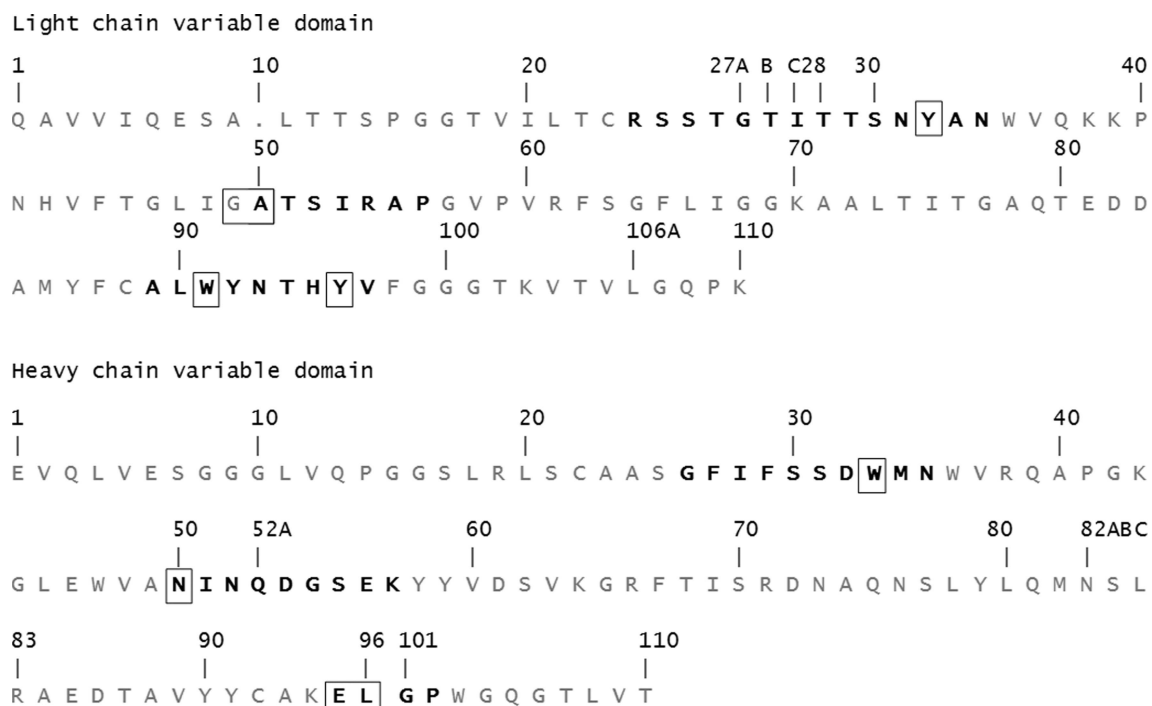 Light chain variable domain
1 10 20 27A B C28 30 40
Q A V V I Q E S A . L T T S P G G T V I L T C R S S T G T I T T S N Y A N W V Q K K P
50 60 70 80
N H V F T G L I G A T S I R A P G V P V R F S G F L I G G K A A L T I T G A Q T E D D
90 100 106A 110
A M Y F C A L W Y N T H Y V F G G G T K V T V L G Q P K
Heavy chain variable domain
1 10 20 30 40
E V Q L V E S G G G L V Q P G G S L R L S C A A S G F I F S S D W M N W V R Q A P G K
50 52A 60 70 80 82ABC
G L E W V A N I N Q D G S E K Y Y V D S V K G R F T I S R D N A Q N S L Y L Q M N S L
83 90 96 101 110
R A E D T A V Y Y C A K E L G P W G Q G T L V T